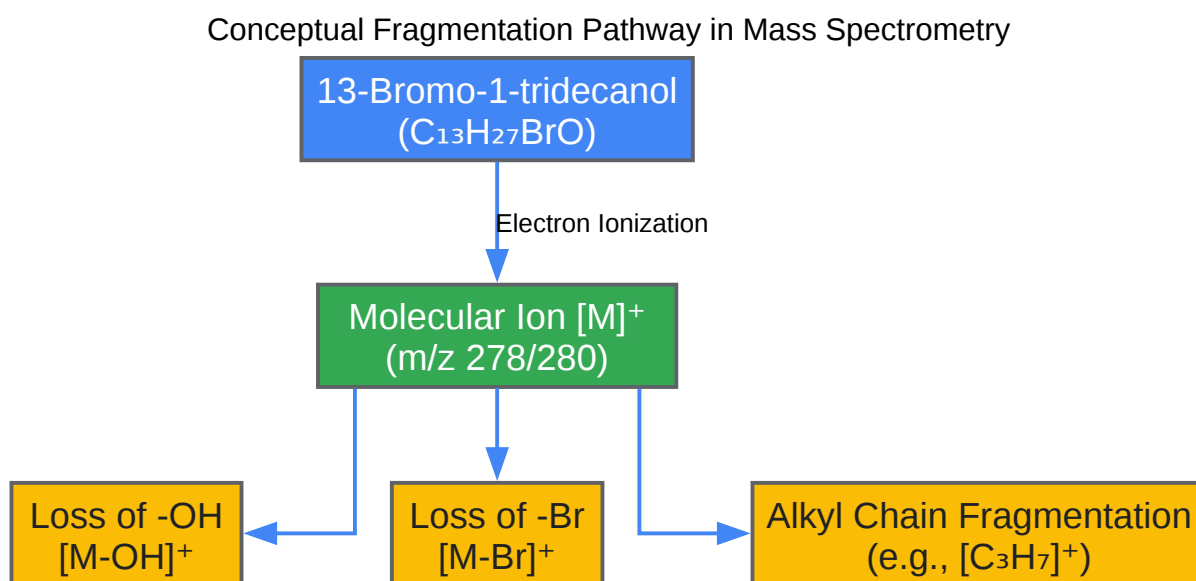 Conceptual Fragmentation Pathway in Mass Spectrometry
13-Bromo-1-tridecanol
(C₁₃H₂₇BrO)
Electron Ionization
Molecular Ion [M]⁺
(m/z 278/280)
Loss of -OH
[M-OH]⁺
Loss of -Br
[M-Br]⁺
Alkyl Chain Fragmentation
(e.g., [C₃H₇]⁺)